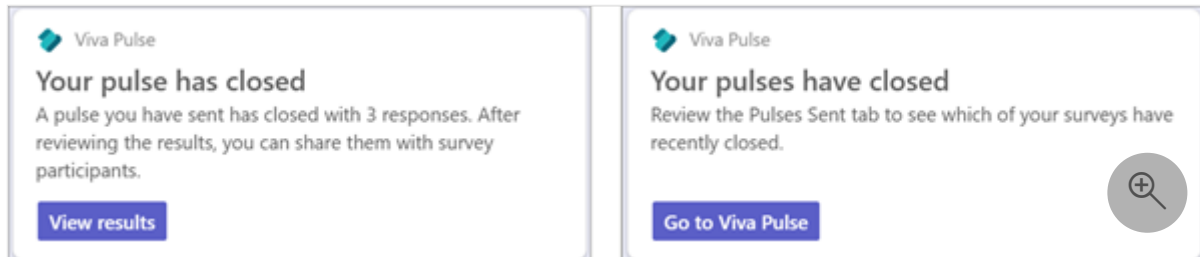 Viva Pulse
Your pulse has closed
A pulse you have sent has closed with 3 responses. After
reviewing the results, you can share them with survey
participants.
View results
Viva Pulse
Your pulses have closed
Review the Pulses Sent tab to see which of your surveys have
recently closed.
Go to Viva Pulse